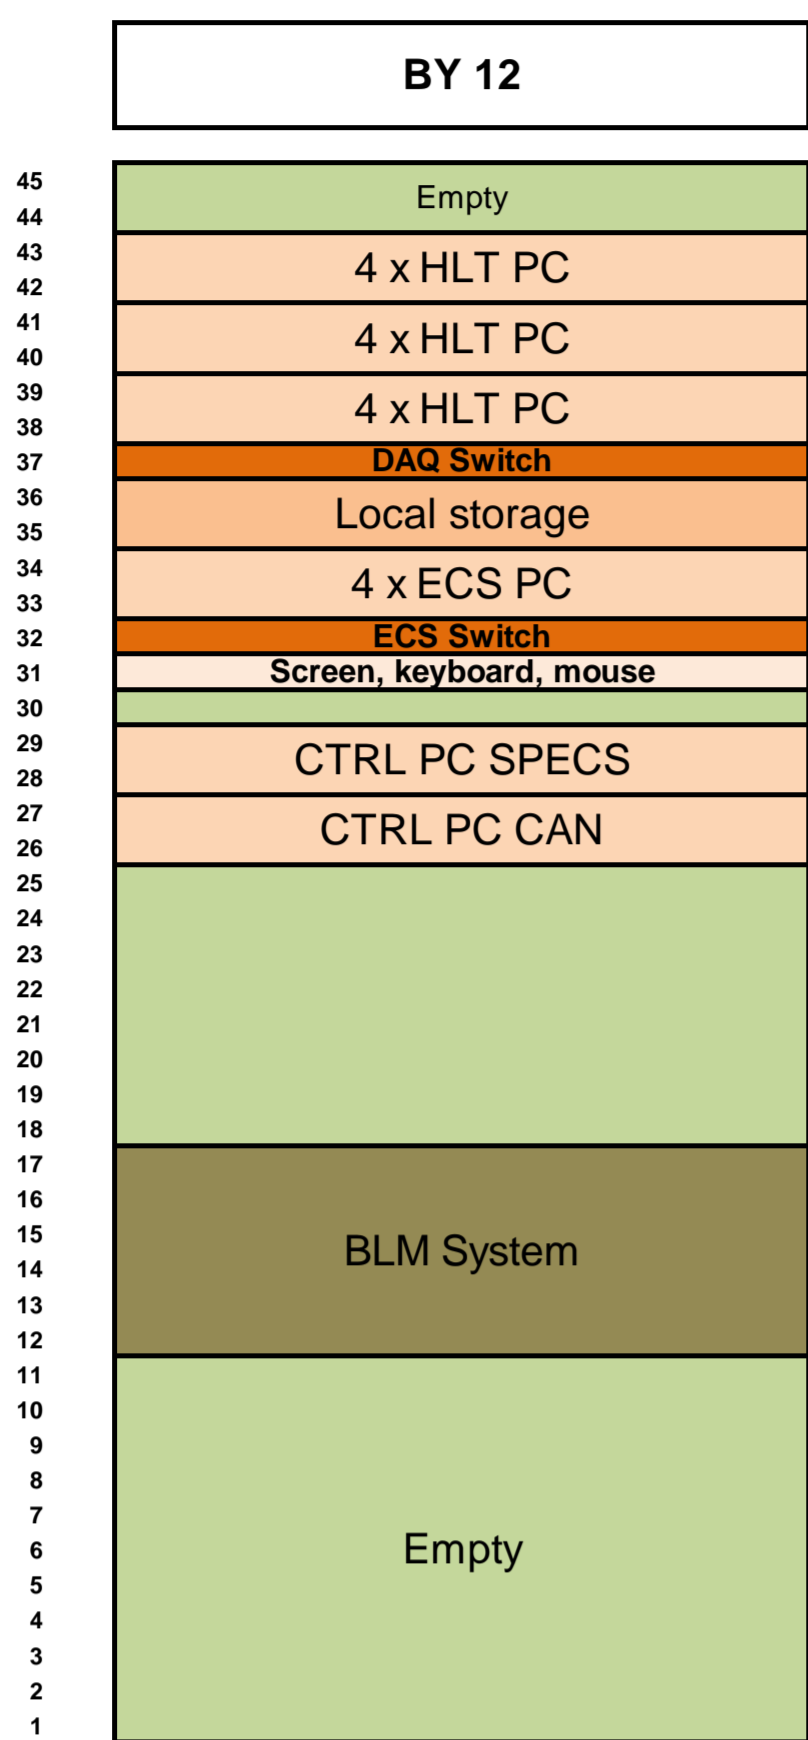 BY 12
45
Empty
44
43
4 x HLT PC
42
41
4 x HLT PC
40
39
4 x HLT PC
38
37 DAQ Switch
36
Local storage
35
34
4 x ECS PC
33
32 ECS Switch
31 Screen, keyboard, mouse
30
29
CTRL PC SPECS
28
27
CTRL PC CAN
26
25
24
23
22
21
20
19
18
17
16
15
BLM System
14
13
12
11
10
9
8
7
6 Empty
5
4
3
2
1